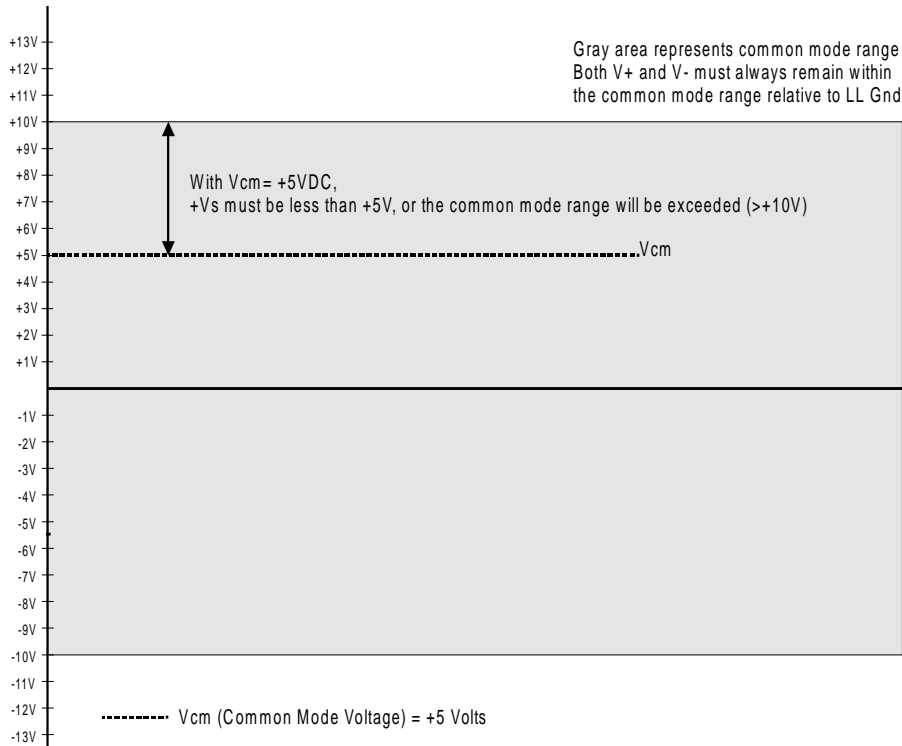 +13V
+12V
+11V
+10V
+9V
+8V
+7V
+6V
+5V
+4V
+3V
+2V
+1V
-1V
-2V
-3V
-4V
-5V
-6V
-7V
-8V
-9V
-10V
-11V
-12V
-13V
Gray area represents common mode range
Both V+ and V- must always remain within
the common mode range relative to LL Gnd
With Vcm= +5VDC,
+Vs must be less than +5V, or the common mode range will be exceeded (>+10V)
Vcm
Vcm (Common Mode Voltage) = +5 Volts